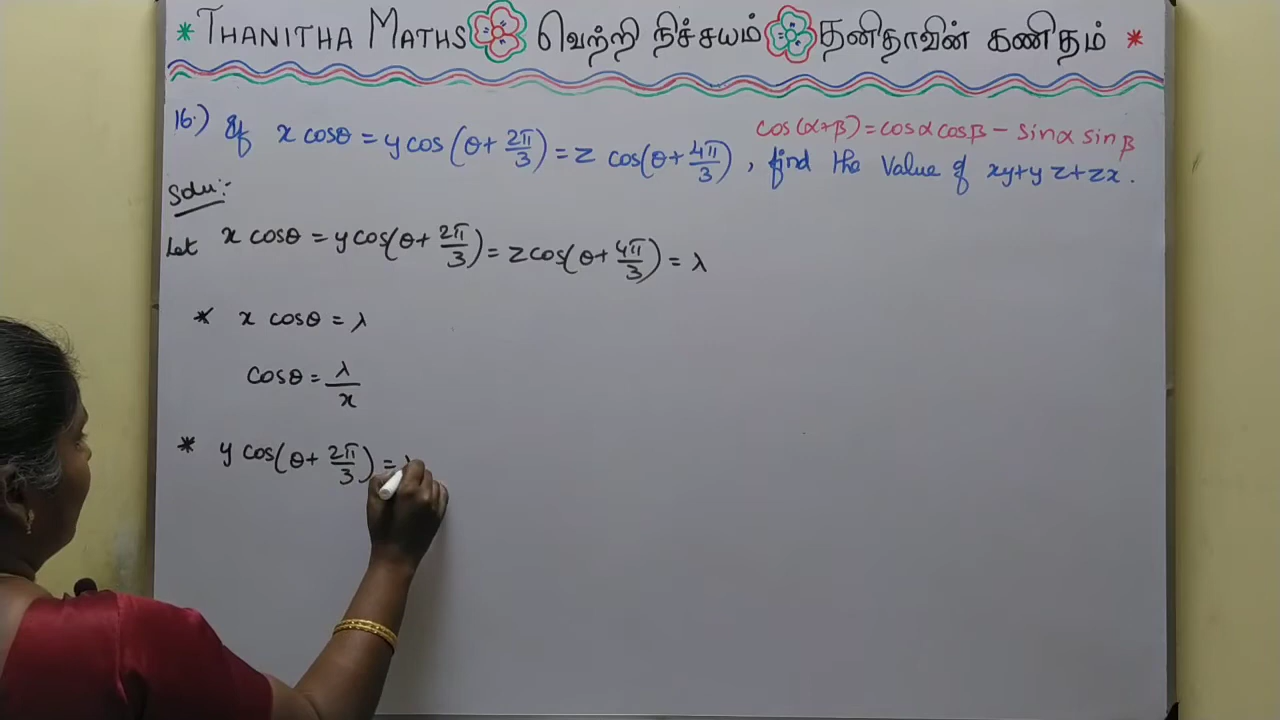 * THANITHA MATHS வெற்றி நிச்சயம் தனிதாவின் கணிதம் *
cos(α+β)=cosα cosβ - sinα sinβ
16.) If x cosθ = y cos(θ + 2π/3) = z cos(θ + 4π/3), find the value of xy+yz+zx.
Solu:-
Let x cosθ = y cos(θ + 2π/3) = z cos(θ + 4π/3) = λ
* x cosθ = λ
cosθ = λ/x
* y cos(θ + 2π/3) = λ